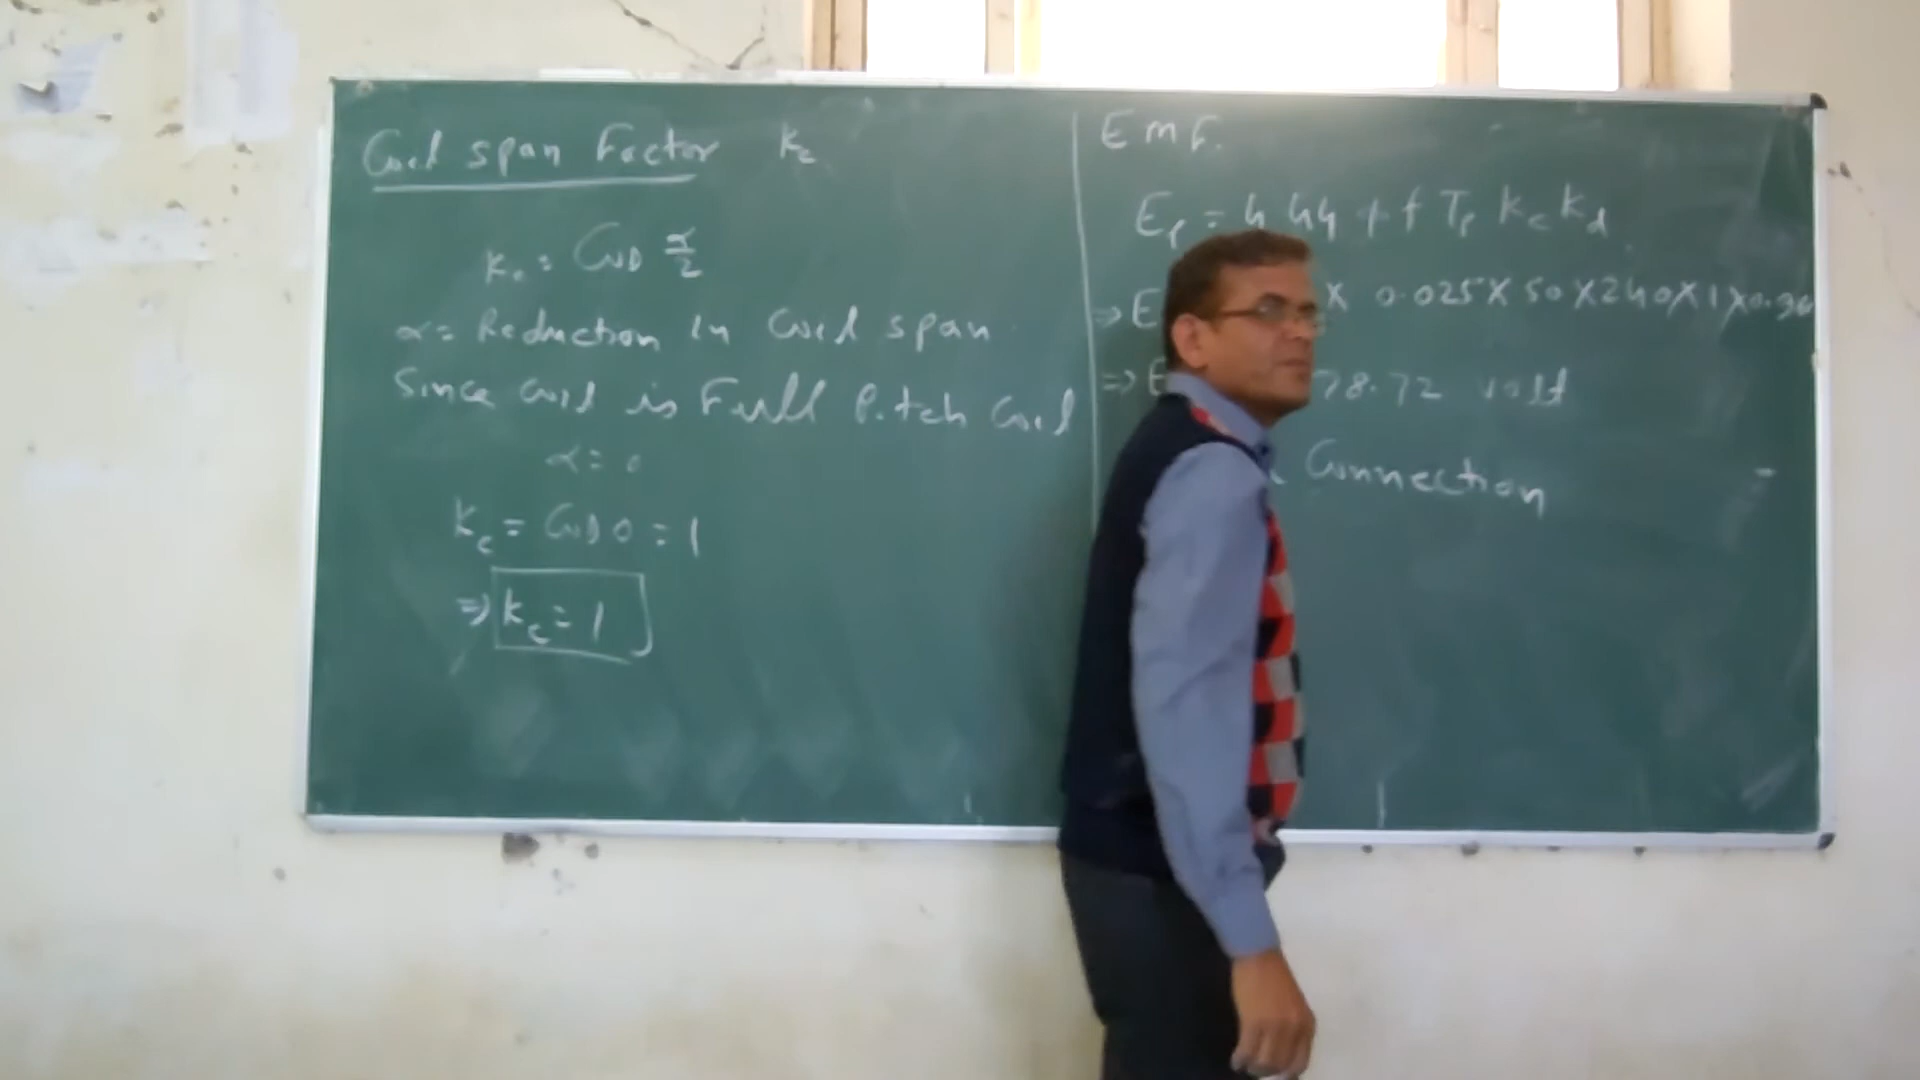 Coil span Factor Kc
Kc = Cos α/2
α = Reduction in Coil span
Since coil is Full Pitch Coil
α = 0
Kc = Cos 0 = 1
⇒ Kc = 1
E M F.
Ep = 4.44 φ f Tp Kc Kd
⇒ E X 0.025 X 50 X 240 X 1 X 0.96
⇒ E 78.72 volt
Connection